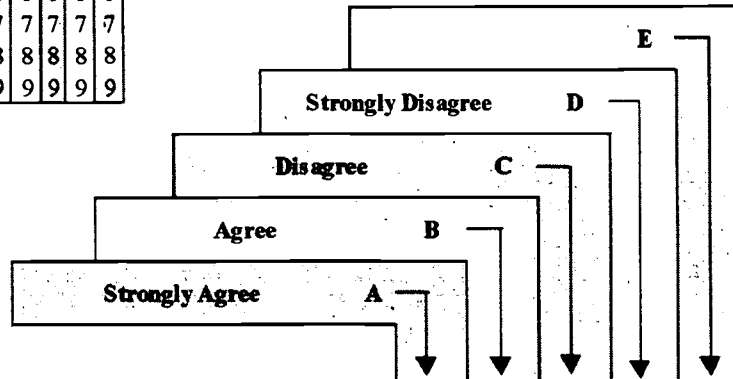 7 7 7 7
8 8 8 8 8
9 9 9 9 9
E
Strongly Disagree D
Disagree C
Agree B
Strongly Agree A